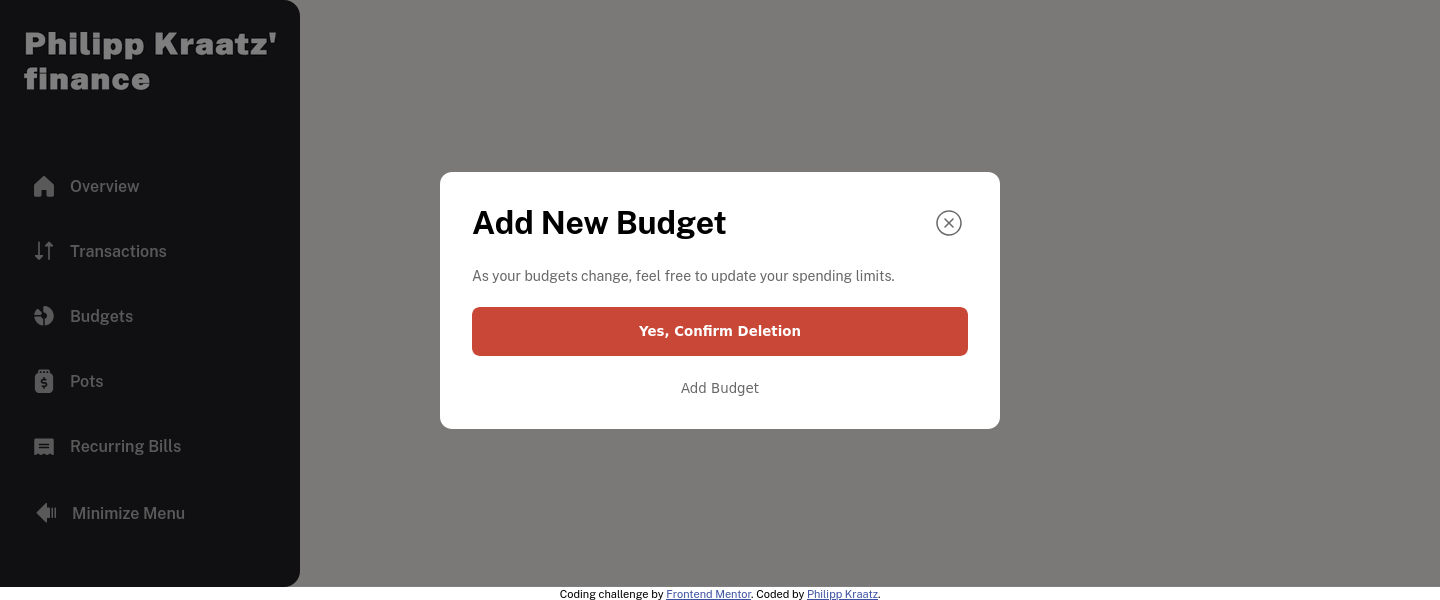 Philipp Kraatz'
finance
Overview
Transactions
Budgets
Pots
Recurring Bills
Minimize Menu
Add New Budget
As your budgets change, feel free to update your spending limits.
Yes, Confirm Deletion
Add Budget
Coding challenge by Frontend Mentor. Coded by Philipp Kraatz.